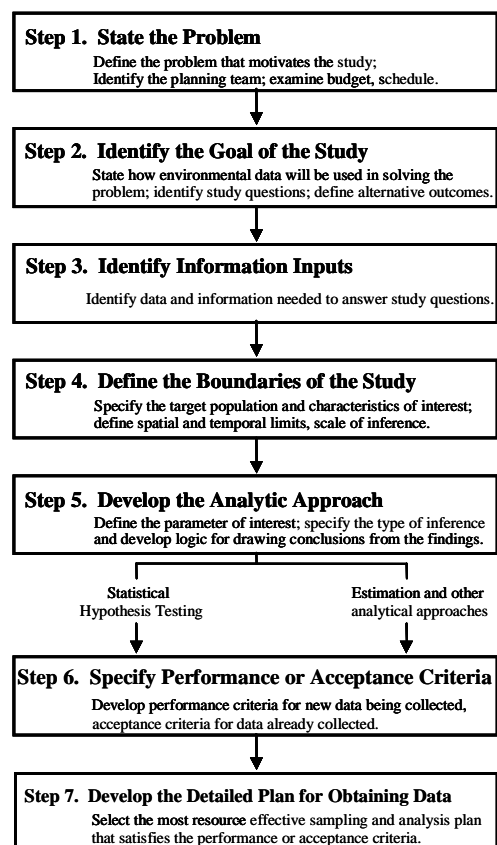 Step 1. State the Problem
Define the problem that motivates the study;
Identify the planning team; examine budget, schedule.
Step 2. Identify the Goal of the Study
State how environmental data will be used in solving the
problem; identify study questions; define alternative outcomes.
Step 3. Identify Information Inputs
Identify data and information needed to answer study questions.
Step 4. Define the Boundaries of the Study
Specify the target population and characteristics of interest;
define spatial and temporal limits, scale of inference.
Step 5. Develop the Analytic Approach
Define the parameter of interest; specify the type of inference
and develop logic for drawing conclusions from the findings.
Statistical
Hypothesis Testing
Estimation and other
analytical approaches
Step 6. Specify Performance or Acceptance Criteria
Develop performance criteria for new data being collected,
acceptance criteria for data already collected.
Step 7. Develop the Detailed Plan for Obtaining Data
Select the most resource effective sampling and analysis plan
that satisfies the performance or acceptance criteria.